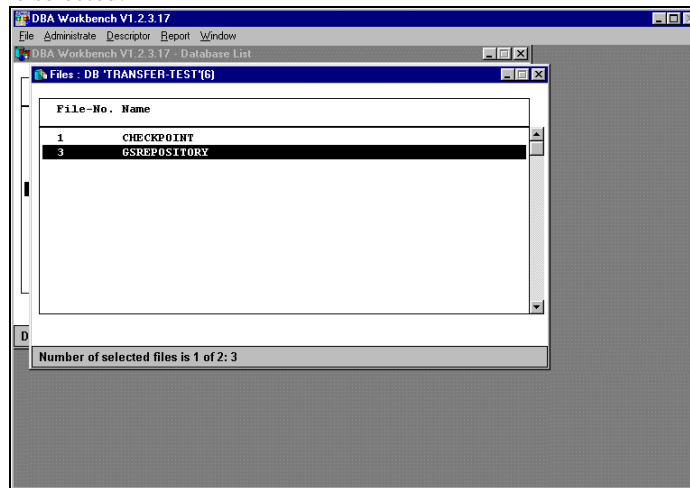 DBA Workbench V1.2.3.17
File Administrate Descriptor Report Window
DBA Workbench V1.2.3.17 - Database List
Files : DB 'TRANSFER-TEST'(6)
File-No. Name
1 CHECKPOINT
3 GSREPOSITORY
D
Number of selected files is 1 of 2: 3